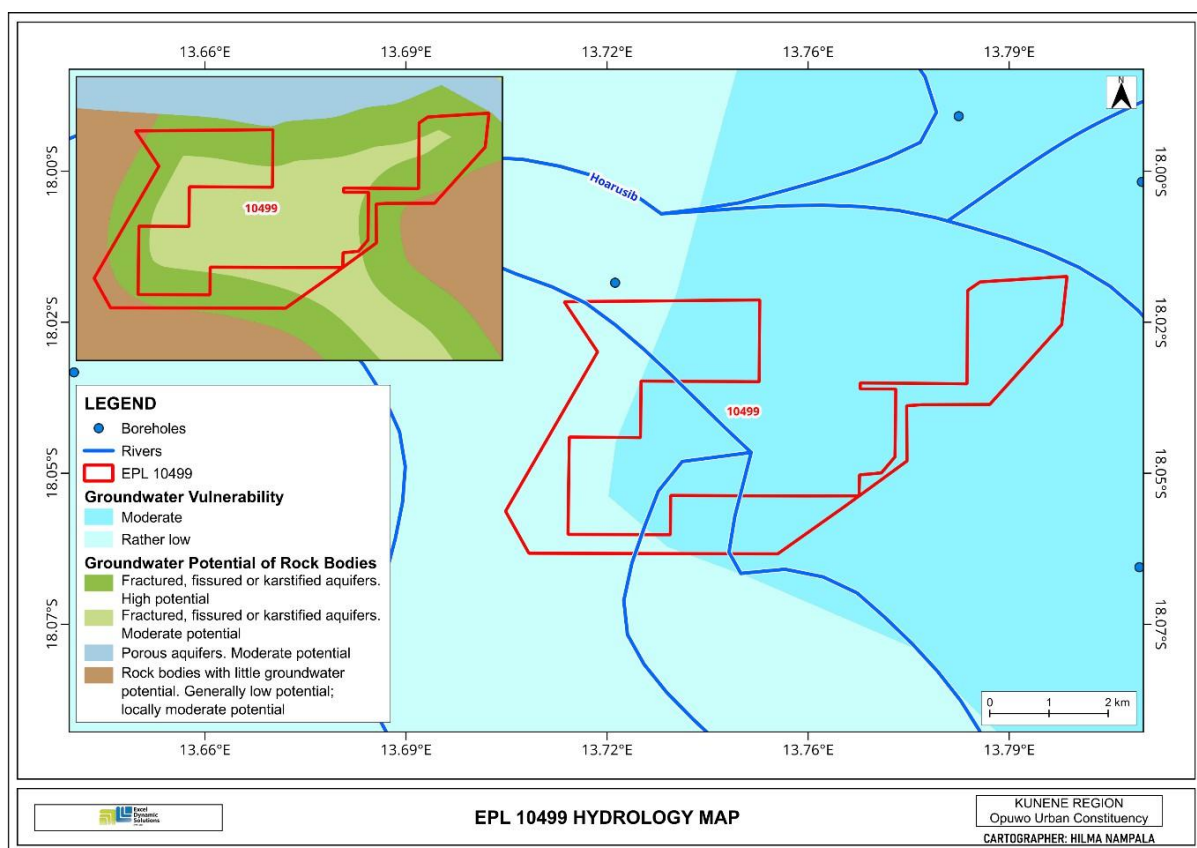 13.66°E
13.69°E
13.72°E
13.76°E
13.79°E
N
18.00°S
18.00°S
Hoarusib
10499
18.02°S
18.02°S
10499
18.05°S
18.05°S
18.07°S
18.07°S
LEGEND
Boreholes
Rivers
EPL 10499
Groundwater Vulnerability
Moderate
Rather low
Groundwater Potential of Rock Bodies
Fractured, fissured or karstified aquifers.
High potential
Fractured, fissured or karstified aquifers.
Moderate potential
Porous aquifers. Moderate potential
Rock bodies with little groundwater
potential. Generally low potential;
locally moderate potential
0 1 2 km
13.66°E
13.69°E
13.72°E
13.76°E
13.79°E
Excel
Dynamic
Solutions
EPL 10499 HYDROLOGY MAP
KUNENE REGION
Opuwo Urban Constituency
CARTOGRAPHER: HILMA NAMPALA